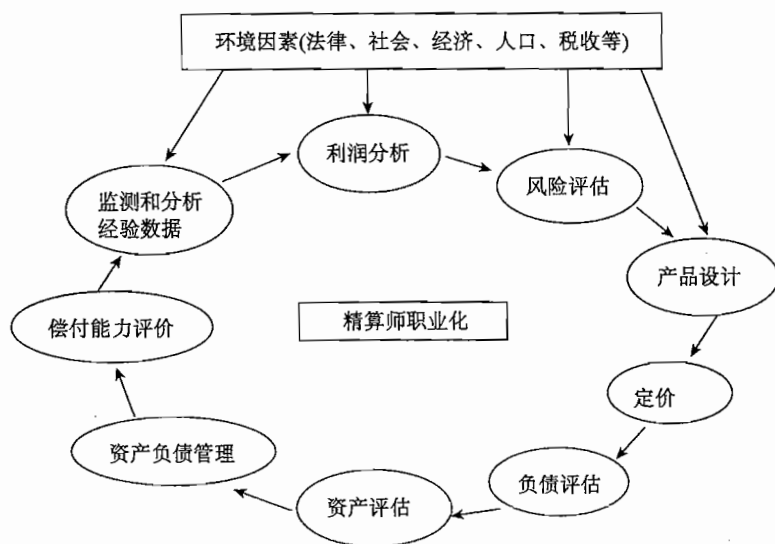 环境因素(法律、社会、经济、人口、税收等)
利润分析
风险评估
监测和分析
经验数据
产品设计
偿付能力评价
精算师职业化
定价
资产负债管理
负债评估
资产评估